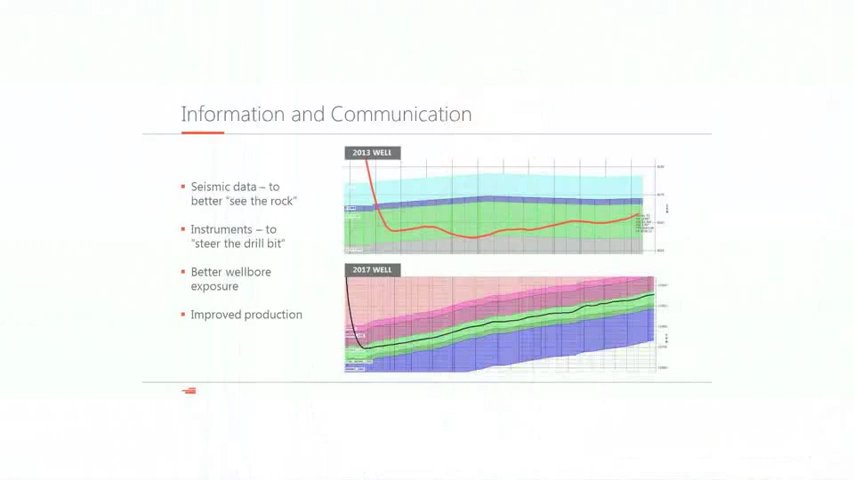 Information and Communication
2013 WELL
▪ Seismic data – to
better "see the rock"
▪ Instruments – to
"steer the drill bit"
▪ Better wellbore
exposure
▪ Improved production
2017 WELL